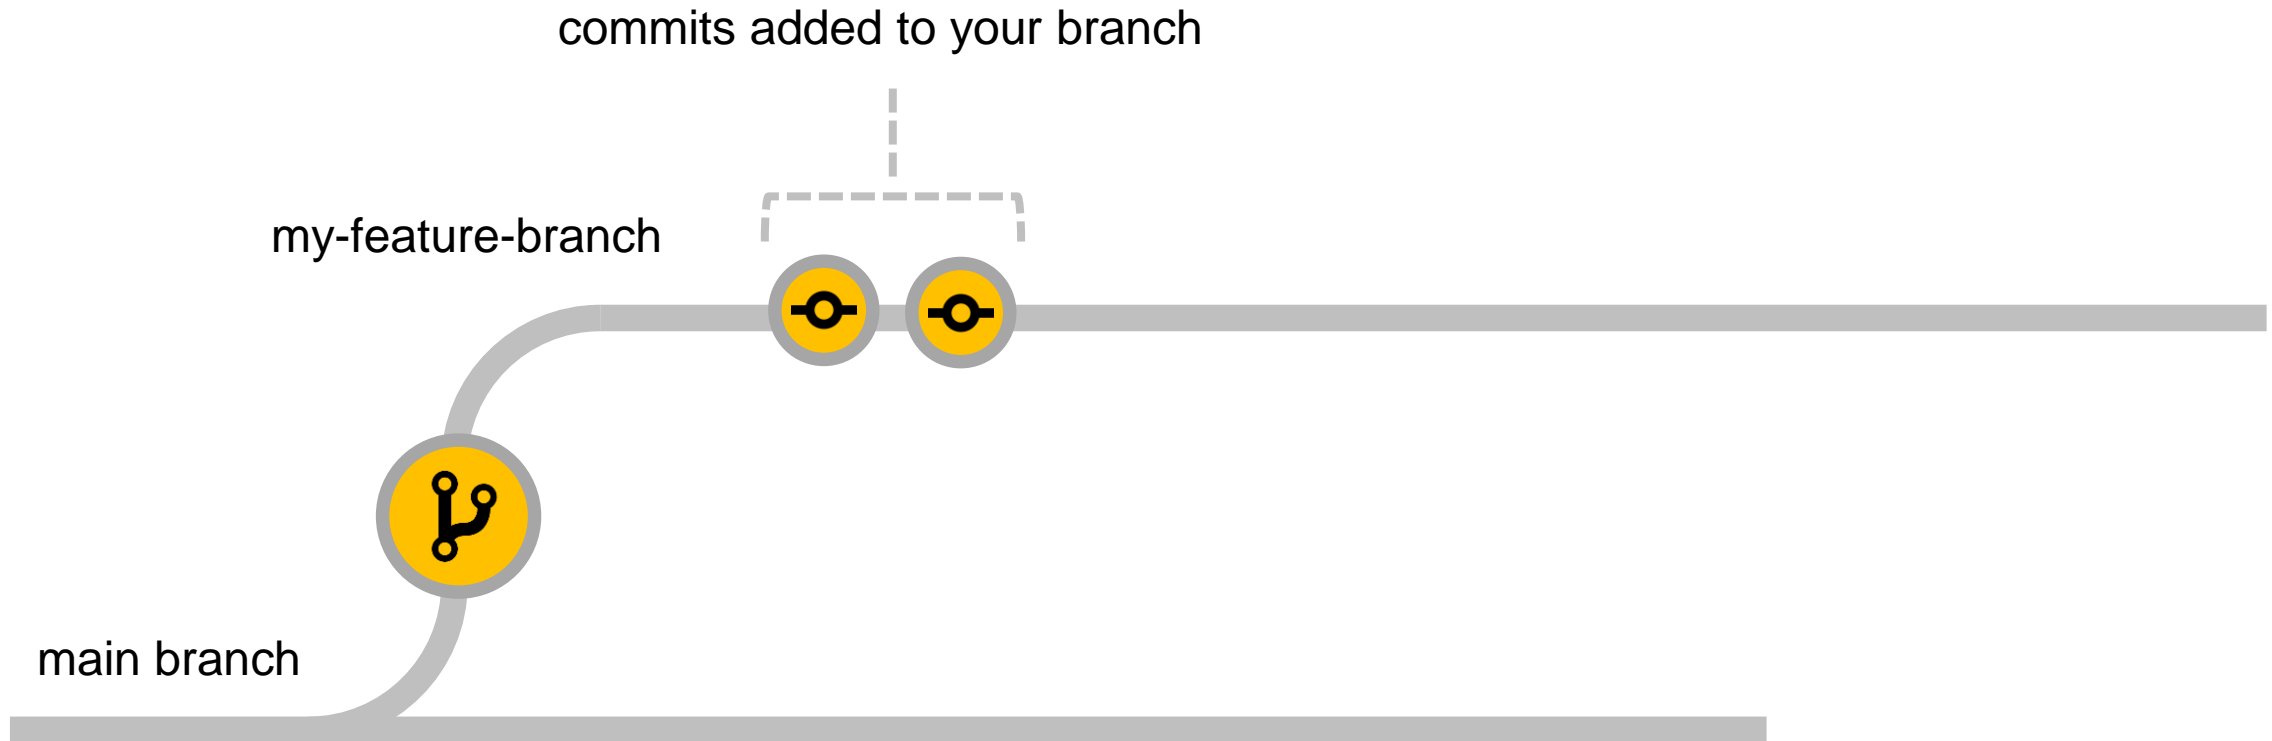 commits added to your branch
my-feature-branch
main branch